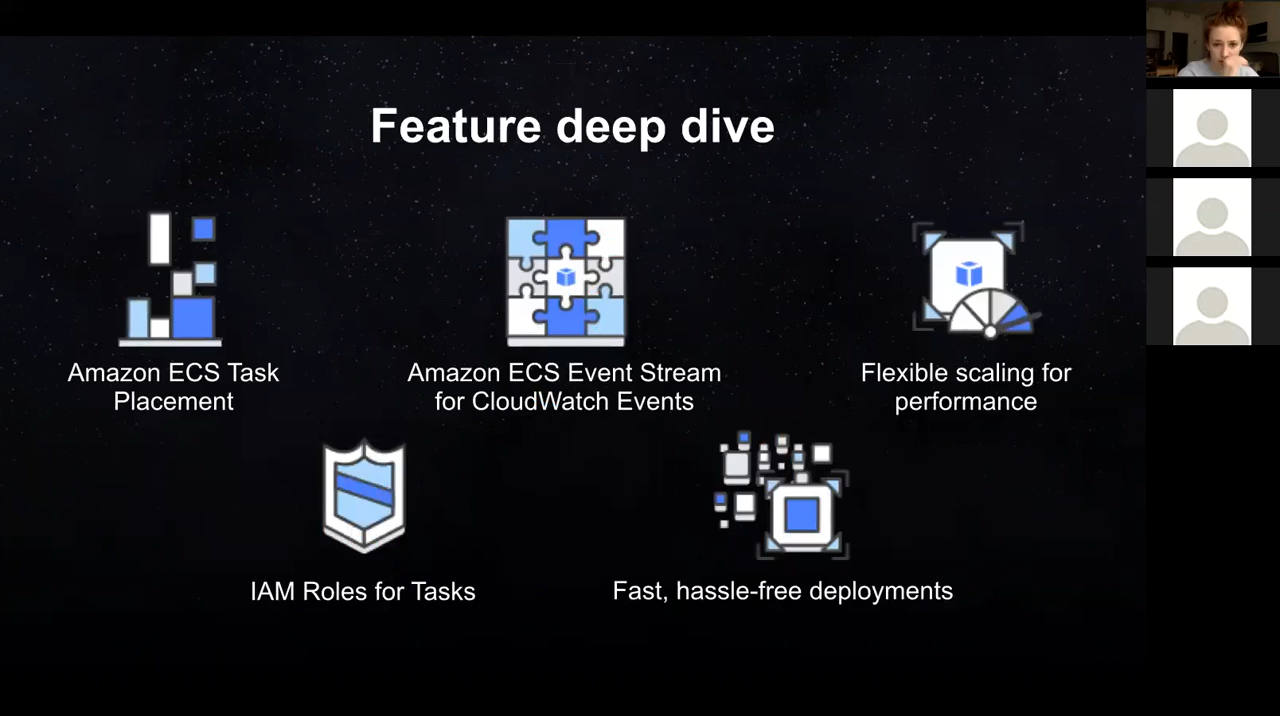 Feature deep dive
Amazon ECS Task
Placement
Amazon ECS Event Stream
for CloudWatch Events
Flexible scaling for
performance
IAM Roles for Tasks
Fast, hassle-free deployments